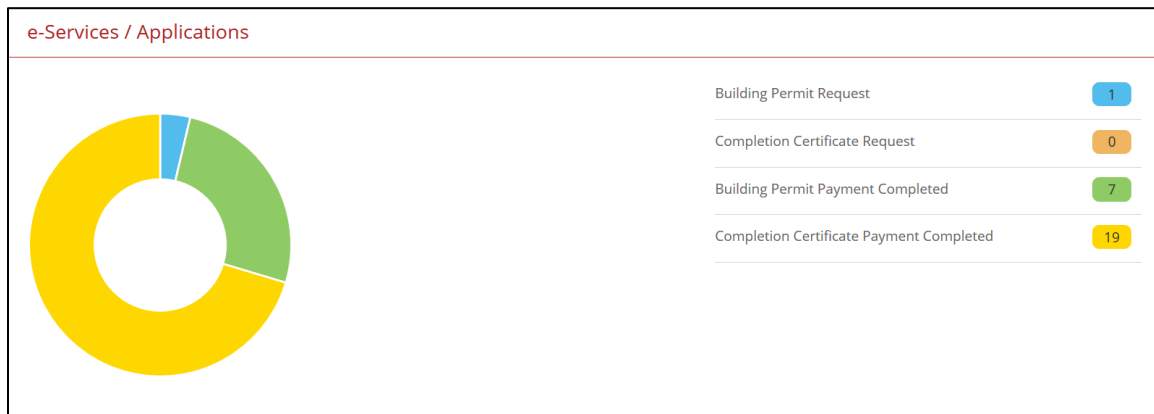 e-Services / Applications
Building Permit Request 1
Completion Certificate Request 0
Building Permit Payment Completed 7
Completion Certificate Payment Completed 19